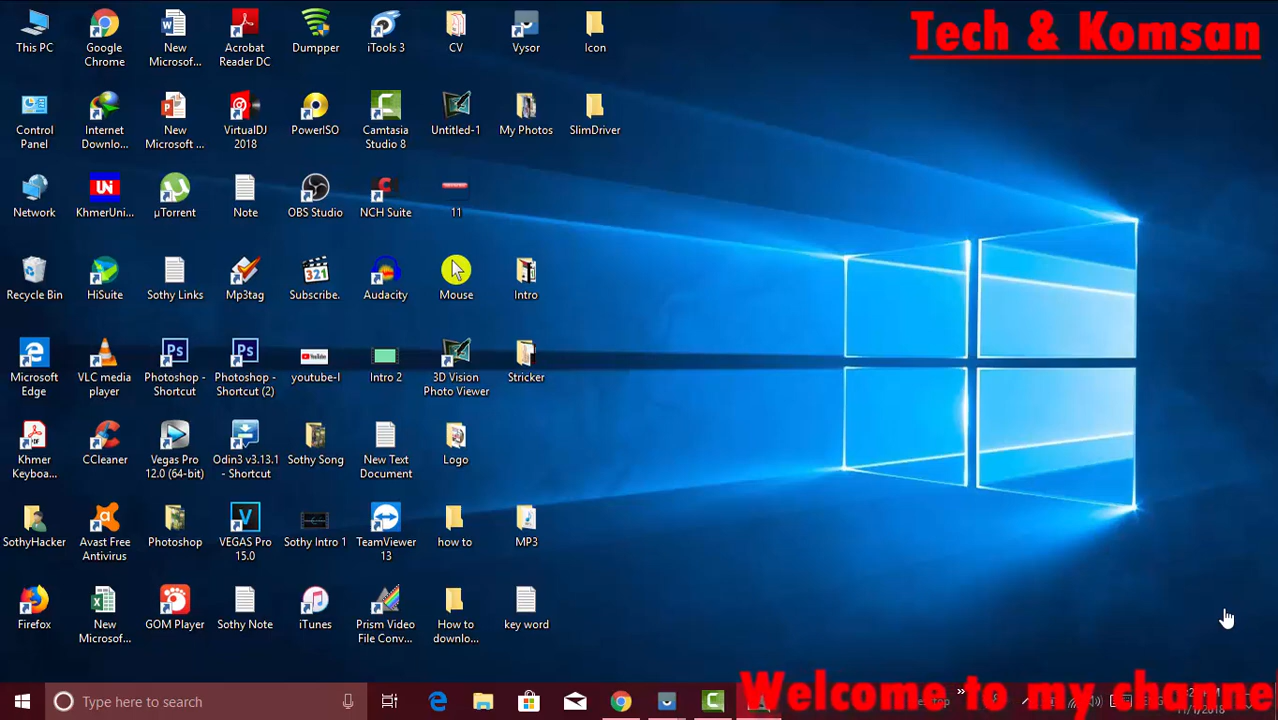 Tech & Komsan
This PC
Google Chrome
New Microsof...
Acrobat Reader DC
Dumpper
iTools 3
CV
Vysor
Icon
Control Panel
Internet Downlo...
New Microsoft ...
VirtualDJ 2018
PowerISO
Camtasia Studio 8
Untitled-1
My Photos
SlimDriver
Network
KhmerUni...
µTorrent
Note
OBS Studio
NCH Suite
11
Recycle Bin
HiSuite
Sothy Links
Mp3tag
Subscribe.
Audacity
Mouse
Intro
Microsoft Edge
VLC media player
Photoshop - Shortcut
Photoshop - Shortcut (2)
youtube-I
Intro 2
3D Vision Photo Viewer
Stricker
Khmer Keyboa...
CCleaner
Vegas Pro 12.0 (64-bit)
Odin3 v3.13.1 - Shortcut
Sothy Song
New Text Document
Logo
SothyHacker
Avast Free Antivirus
Photoshop
VEGAS Pro 15.0
Sothy Intro 1
TeamViewer 13
how to
MP3
Firefox
New Microsof...
GOM Player
Sothy Note
iTunes
Prism Video File Conv...
How to downlo...
key word
Type here to search
Welcome to my channe